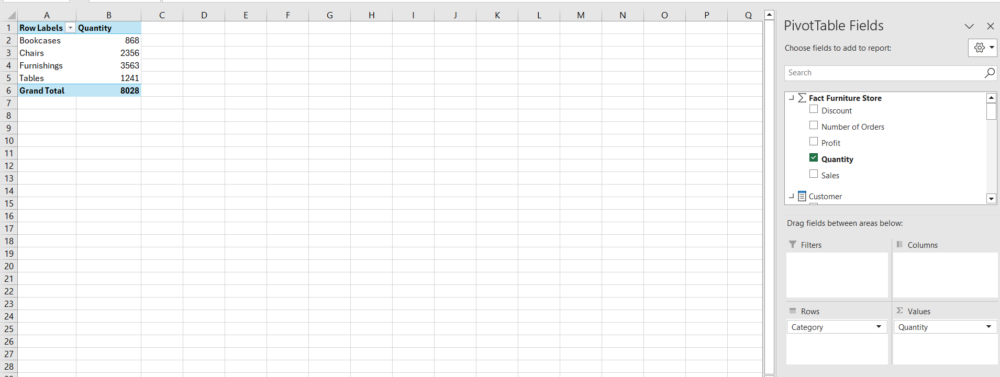 A B C D E F G H I J K L M N O P Q
1 Row Labels Quantity
2 Bookcases 868
3 Chairs 2356
4 Furnishings 3563
5 Tables 1241
6 Grand Total 8028
7
8
9
10
11
12
13
14
15
16
17
18
19
20
21
22
23
24
25
26
27
28
PivotTable Fields
Choose fields to add to report:
Search
Fact Furniture Store
Discount
Number of Orders
Profit
Quantity
Sales
Customer
Drag fields between areas below:
Filters Columns
Rows Values
Category Quantity